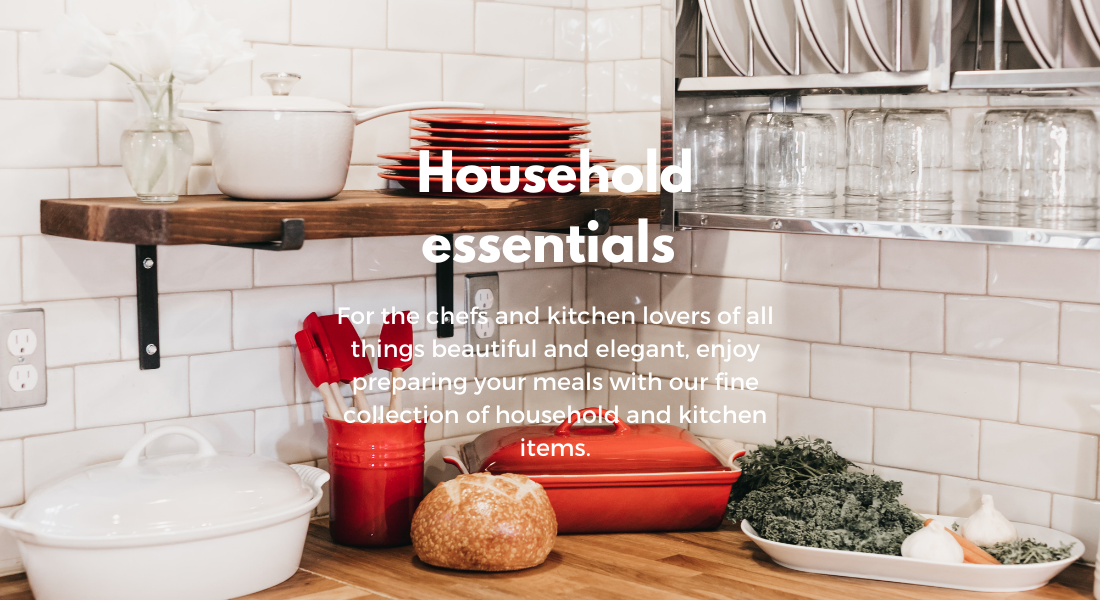 Household
essentials
For the chefs and kitchen lovers of all
things beautiful and elegant, enjoy
preparing your meals with our fine
collection of household and kitchen
items.